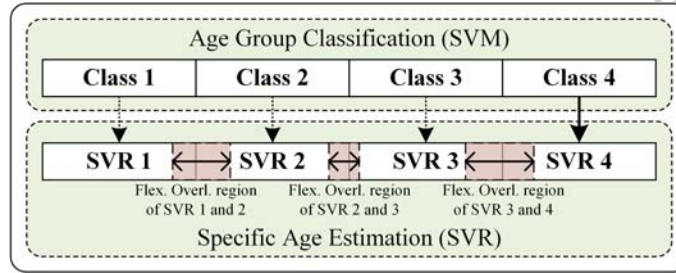 Age Group Classification (SVM)
Class 1 Class 2 Class 3 Class 4
SVR 1 SVR 2 SVR 3 SVR 4
Flex. Overl. region Flex. Overl. region Flex. Overl. region
of SVR 1 and 2 of SVR 2 and 3 of SVR 3 and 4
Specific Age Estimation (SVR)